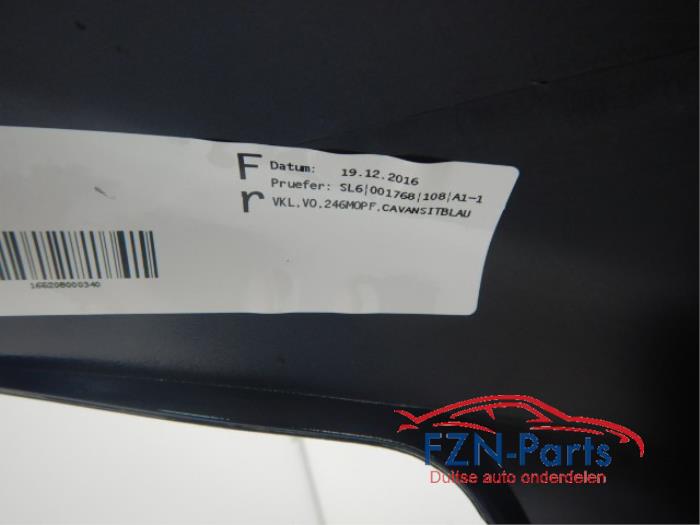 F
r
Datum: 19.12.2016
Pruefer: SL6|001768|108|A1-1
VKL,VO,246MOPF,CAVANSITBLAU
166208000340
FZN-Parts
Duitse auto onderdelen